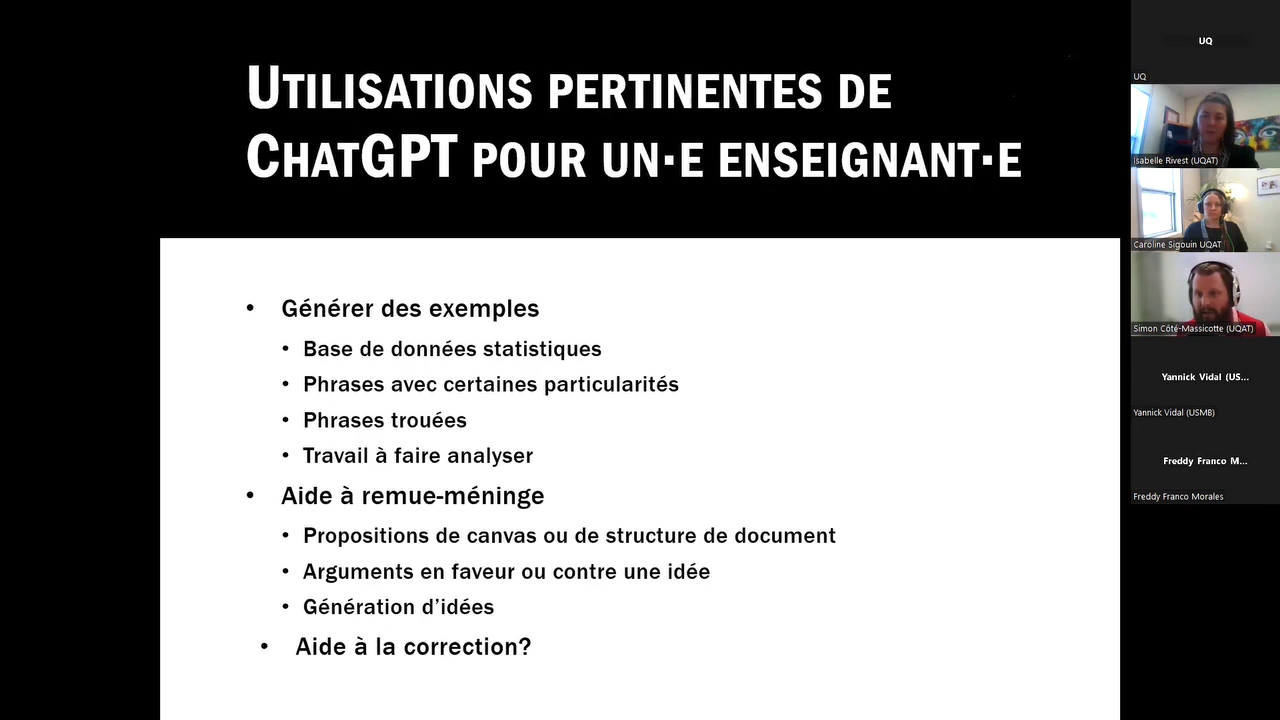 Utilisations pertinentes de
ChatGPT pour un·e enseignant·e
• Générer des exemples
• Base de données statistiques
• Phrases avec certaines particularités
• Phrases trouées
• Travail à faire analyser
• Aide à remue-méninge
• Propositions de canvas ou de structure de document
• Arguments en faveur ou contre une idée
• Génération d’idées
• Aide à la correction?
UQ
UQ
Isabelle Rivest (UQAT)
Caroline Sigouin UQAT
Simon Côté-Massicotte (UQAT)
Yannick Vidal (US...
Yannick Vidal (USMB)
Freddy Franco M...
Freddy Franco Morales